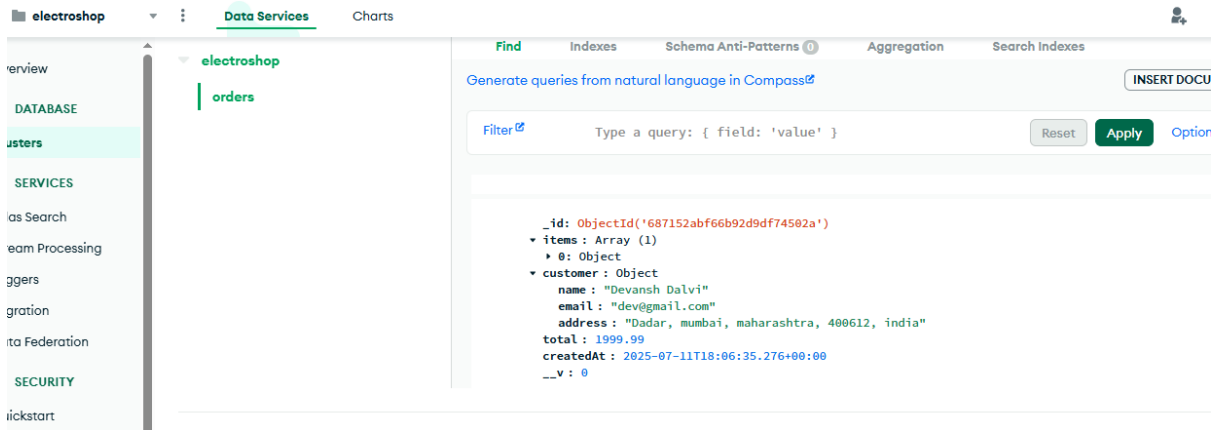 electroshop
Data Services
Charts
verview
DATABASE
usters
SERVICES
las Search
eam Processing
ggers
gration
ta Federation
SECURITY
uickstart
electroshop
orders
Find Indexes Schema Anti-Patterns 0 Aggregation Search Indexes
Generate queries from natural language in Compass
INSERT DOCU
Filter Type a query: { field: 'value' } Reset Apply Option
_id: ObjectId('687152abf66b92d9df74502a')
items : Array (1)
0: Object
customer : Object
name : "Devansh Dalvi"
email : "dev@gmail.com"
address : "Dadar, mumbai, maharashtra, 400612, india"
total : 1999.99
createdAt : 2025-07-11T18:06:35.276+00:00
__v : 0